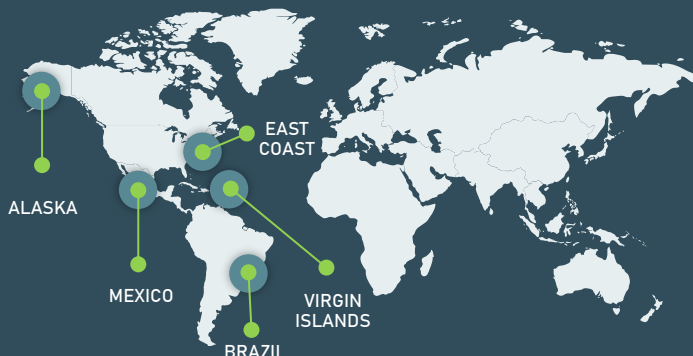 EAST
COAST
ALASKA
MEXICO
VIRGIN
ISLANDS
BRAZIL